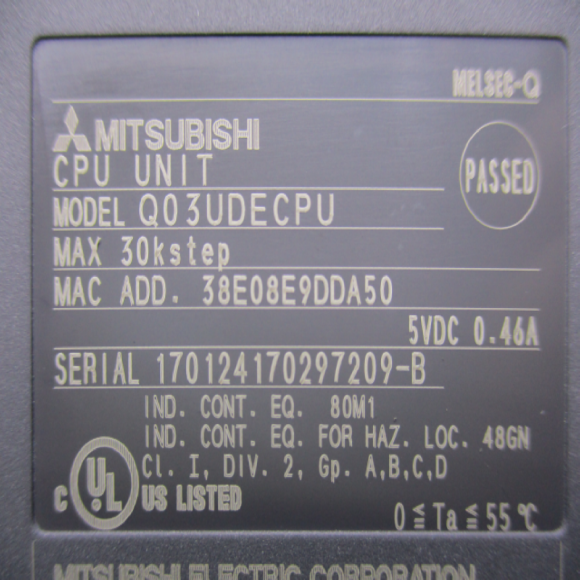 MELSEC-Q
MITSUBISHI
CPU UNIT
PASSED
MODEL Q03UDECPU
MAX 30kstep
MAC ADD. 38E08E9DDA50
5VDC 0.46A
SERIAL 170124170297209-B
IND. CONT. EQ. 80M1
IND. CONT. EQ. FOR HAZ. LOC. 48GN
Cl. I, DIV. 2, Gp. A,B,C,D
C UL US LISTED
0≦Ta≦55℃
MITSUBISHI ELECTRIC CORPORATION